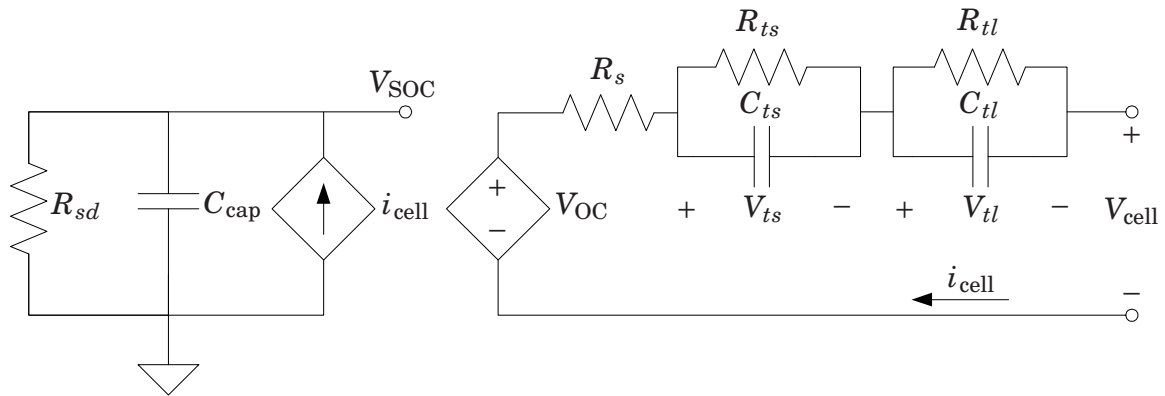 R_ts R_tl
R_s
V_SOC C_ts C_tl
R_sd C_cap i_cell + − V_OC + V_ts − + V_tl − + V_cell −
i_cell